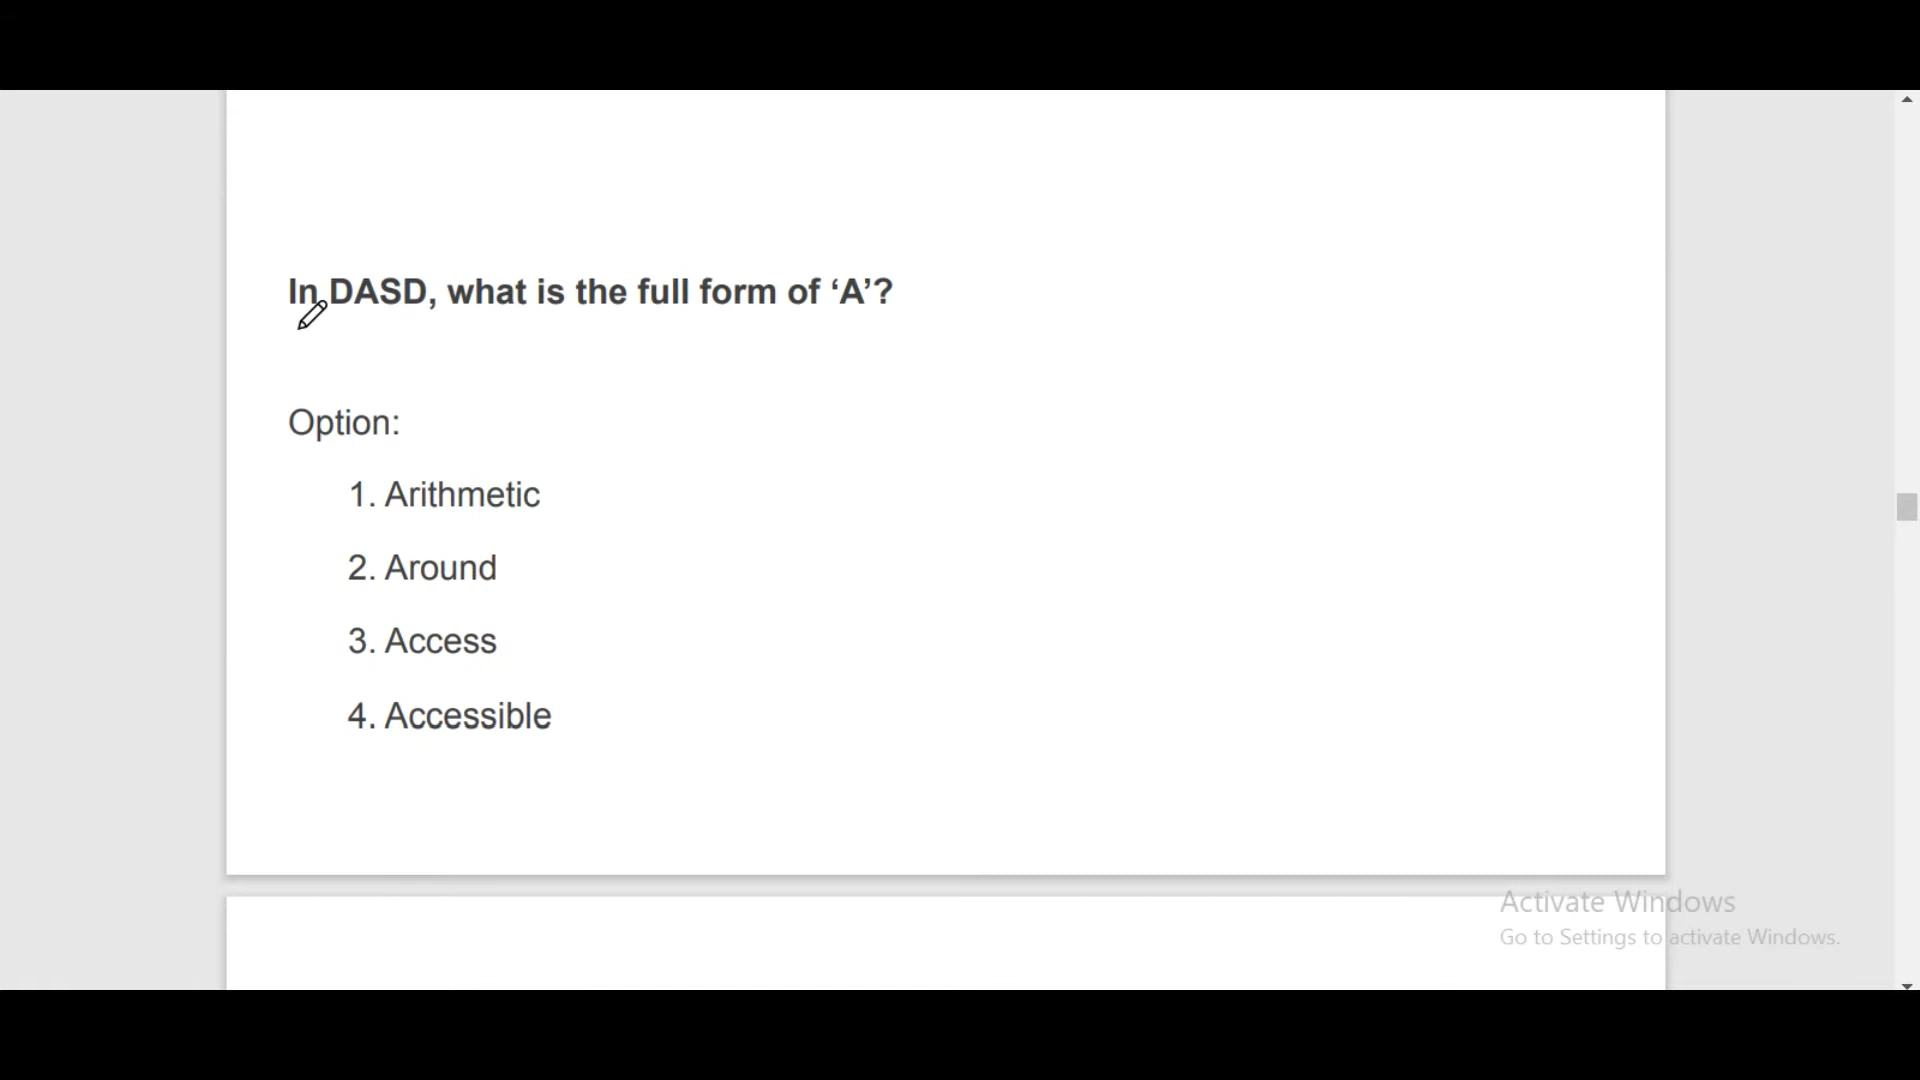 In DASD, what is the full form of ‘A’?
Option:
1. Arithmetic
2. Around
3. Access
4. Accessible
Activate Windows
Go to Settings to activate Windows.